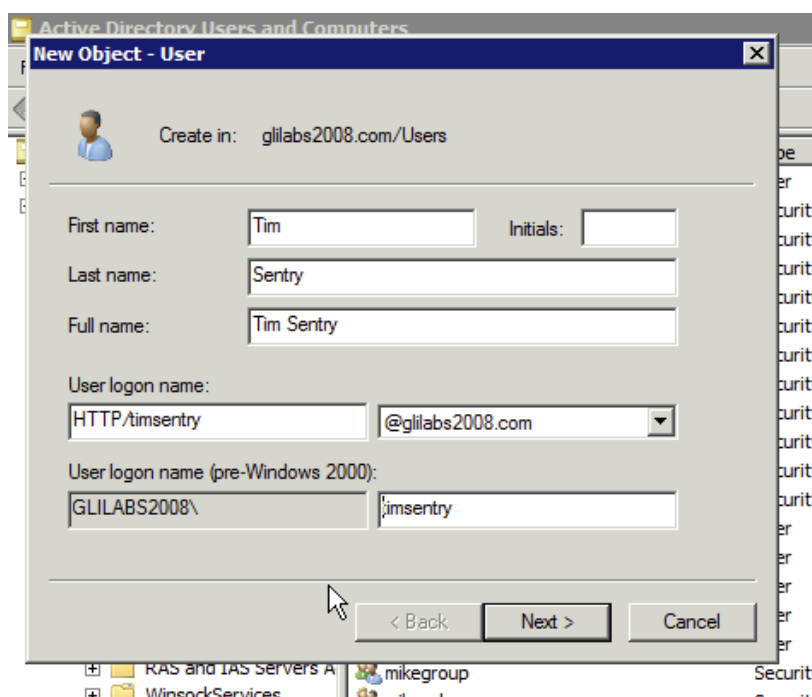 Active Directory Users and Computers
New Object - User
Create in: glilabs2008.com/Users
First name: Tim Initials:
Last name: Sentry
Full name: Tim Sentry
User logon name:
HTTP/timsentry @glilabs2008.com
User logon name (pre-Windows 2000):
GLILABS2008\ timsentry
< Back Next > Cancel
RAS and IAS Servers A mikegroup Securit
WinsockServices